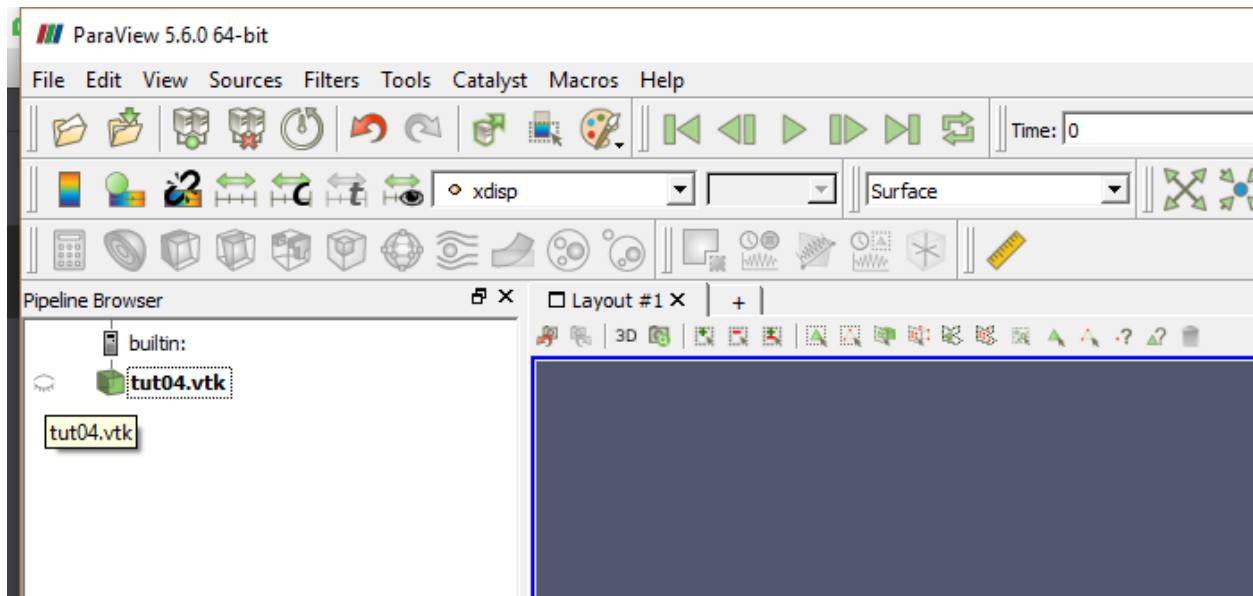 ParaView 5.6.0 64-bit
File Edit View Sources Filters Tools Catalyst Macros Help
Time: 0
xdisp Surface
Pipeline Browser
Layout #1
3D
builtin:
tut04.vtk
tut04.vtk